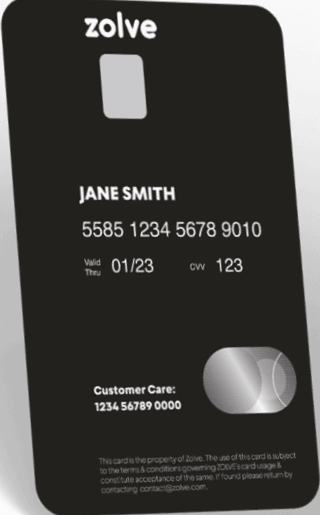 zolve
JANE SMITH
5585 1234 5678 9010
Valid
Thru 01/23 CVV 123
Customer Care:
1234 56789 0000
This card is the property of Zolve. The use of this card is subject
to the terms & conditions governing ZOLVE's card usage &
constitute acceptance of the same. If found please return by
contacting contact@zolve.com.